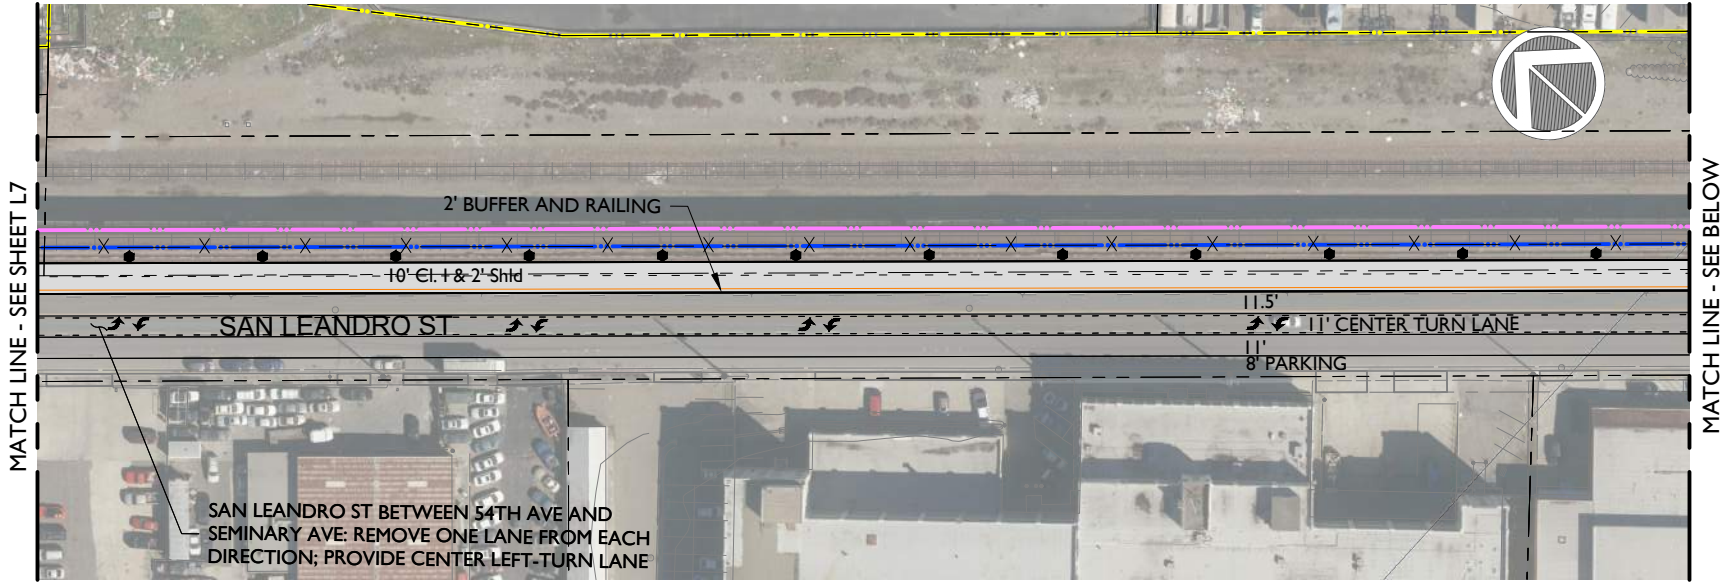 MATCH LINE - SEE SHEET L7
2' BUFFER AND RAILING
10' Cl. I & 2' Shld
SAN LEANDRO ST
11.5'
11' CENTER TURN LANE
11'
8' PARKING
SAN LEANDRO ST BETWEEN 54TH AVE AND
SEMINARY AVE: REMOVE ONE LANE FROM EACH
DIRECTION; PROVIDE CENTER LEFT-TURN LANE
MATCH LINE - SEE BELOW